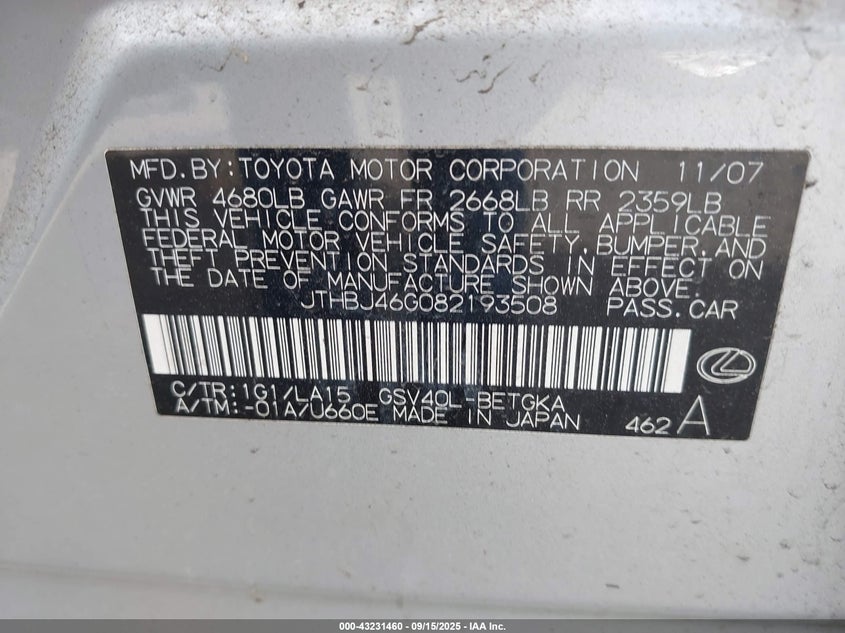 MFD.BY:TOYOTA MOTOR CORPORATION 11/07
GVWR 4680LB GAWR FR 2668LB RR 2359LB
THIS VEHICLE CONFORMS TO ALL APPLICABLE
FEDERAL MOTOR VEHICLE SAFETY,BUMPER,AND
THEFT PREVENTION STANDARDS IN EFFECT ON
THE DATE OF MANUFACTURE SHOWN ABOVE.
JTHBJ46G082193508 PASS.CAR
C/TR:1G1/LA15 GSV40L-BETGKA
A/TM:-01A/U660E MADE IN JAPAN 462A
000-43231460 - 09/15/2025 - IAA Inc.